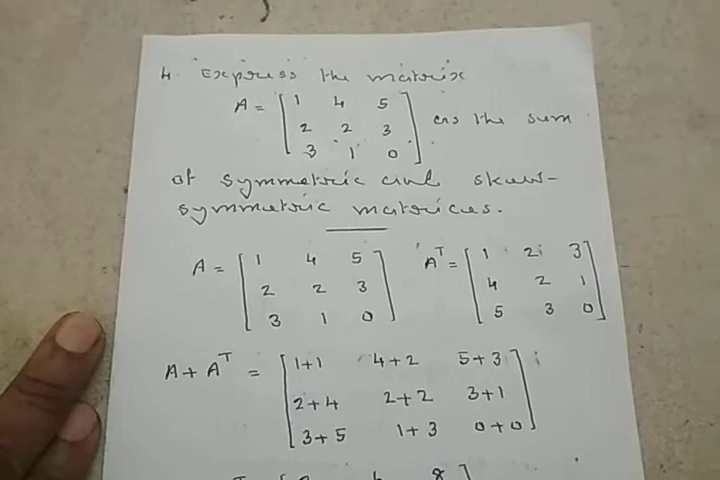 4. Express the matrix
A = [ 1 4 5
2 2 3
3 1 0 ] as the sum
of symmetric and skew-
symmetric matrices.
A = [ 1 4 5
2 2 3
3 1 0 ]
A^T = [ 1 2 3
4 2 1
5 3 0 ]
A + A^T = [ 1+1 4+2 5+3
2+4 2+2 3+1
3+5 1+3 0+0 ]